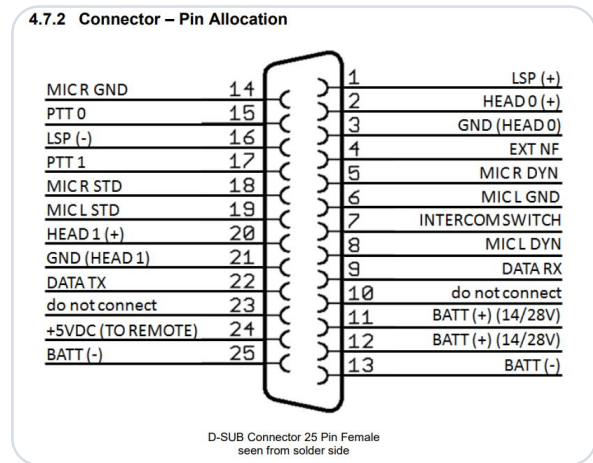 4.7.2 Connector – Pin Allocation
1 LSP (+)
MIC R GND 14
2 HEAD 0 (+)
PTT 0 15
3 GND (HEAD 0)
LSP (-) 16
4 EXT NF
PTT 1 17
5 MIC R DYN
MIC R STD 18
6 MIC L GND
MIC L STD 19
7 INTERCOM SWITCH
HEAD 1 (+) 20
8 MIC L DYN
GND (HEAD 1) 21
9 DATA RX
DATA TX 22
10 do not connect
do not connect 23
11 BATT (+) (14/28V)
+5VDC (TO REMOTE) 24
12 BATT (+) (14/28V)
BATT (-) 25
13 BATT (-)
D-SUB Connector 25 Pin Female
seen from solder side